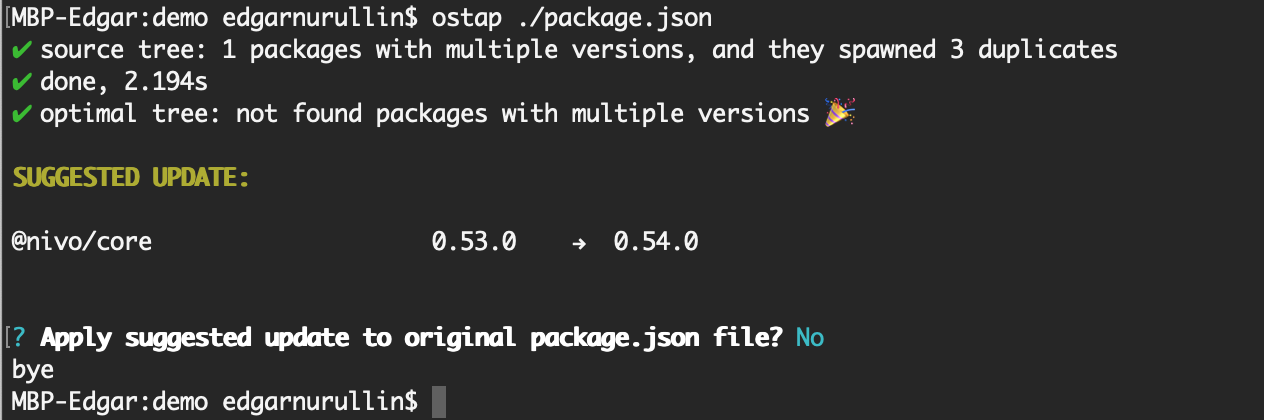 [MBP-Edgar:demo edgarnurullin$ ostap ./package.json
✔ source tree: 1 packages with multiple versions, and they spawned 3 duplicates
✔ done, 2.194s
✔ optimal tree: not found packages with multiple versions 🎉
SUGGESTED UPDATE:
@nivo/core 0.53.0 → 0.54.0
[? Apply suggested update to original package.json file? No
bye
MBP-Edgar:demo edgarnurullin$